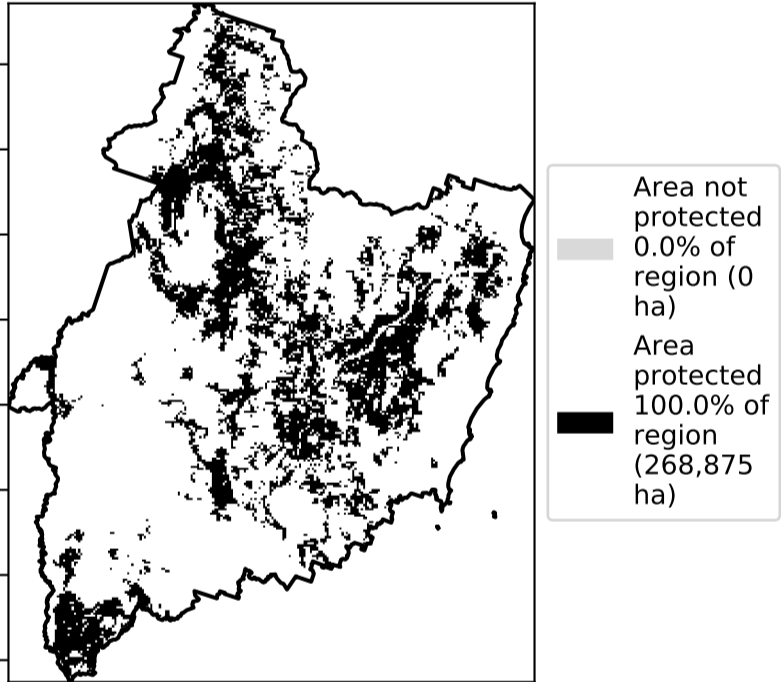 Area not
protected
0.0% of
region (0
ha)
Area
protected
100.0% of
region
(268,875
ha)